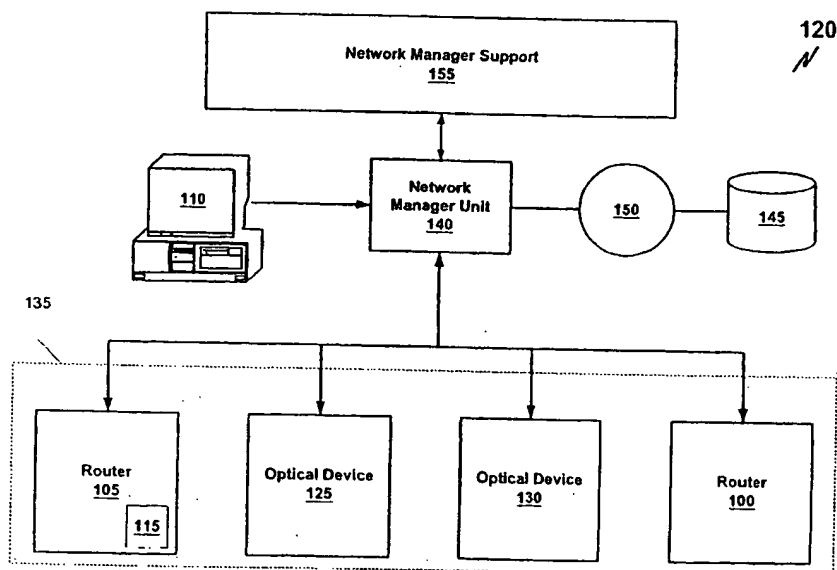 120
Network Manager Support
155
110
Network
Manager Unit
140
150
145
135
Router
105
115
Optical Device
125
Optical Device
130
Router
100